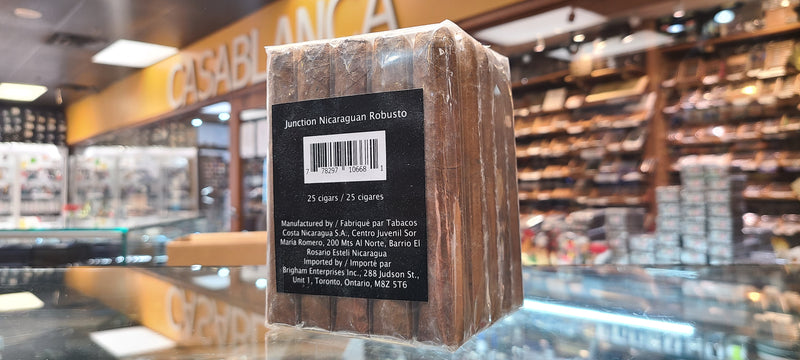 CASABLANCA
Junction Nicaraguan Robusto
7 78297 10668 1
25 cigars / 25 cigares
Manufactured by / Fabriqué par Tabacos
Costa Nicaragua S.A., Centro Juvenil Sor
Maria Romero, 200 Mts Al Norte, Barrio El
Rosario Esteli Nicaragua
Imported by / Importé par
Brigham Enterprises Inc., 288 Judson St.,
Unit 1, Toronto, Ontario, M8Z 5T6